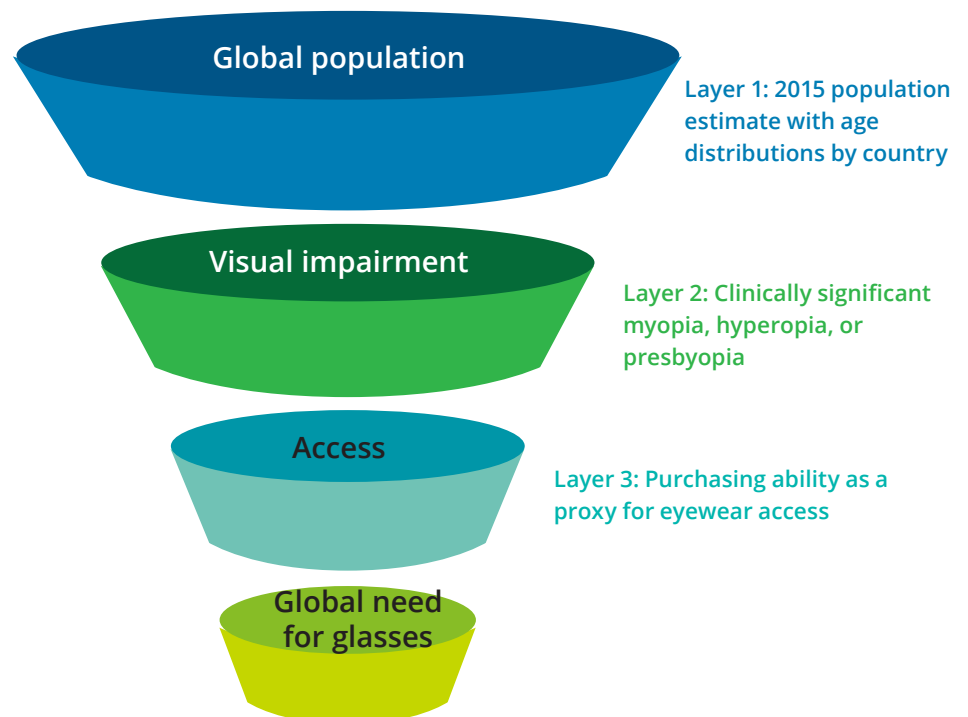 Global population
Layer 1: 2015 population
estimate with age
distributions by country
Visual impairment
Layer 2: Clinically significant
myopia, hyperopia, or
presbyopia
Access
Layer 3: Purchasing ability as a
proxy for eyewear access
Global need
for glasses